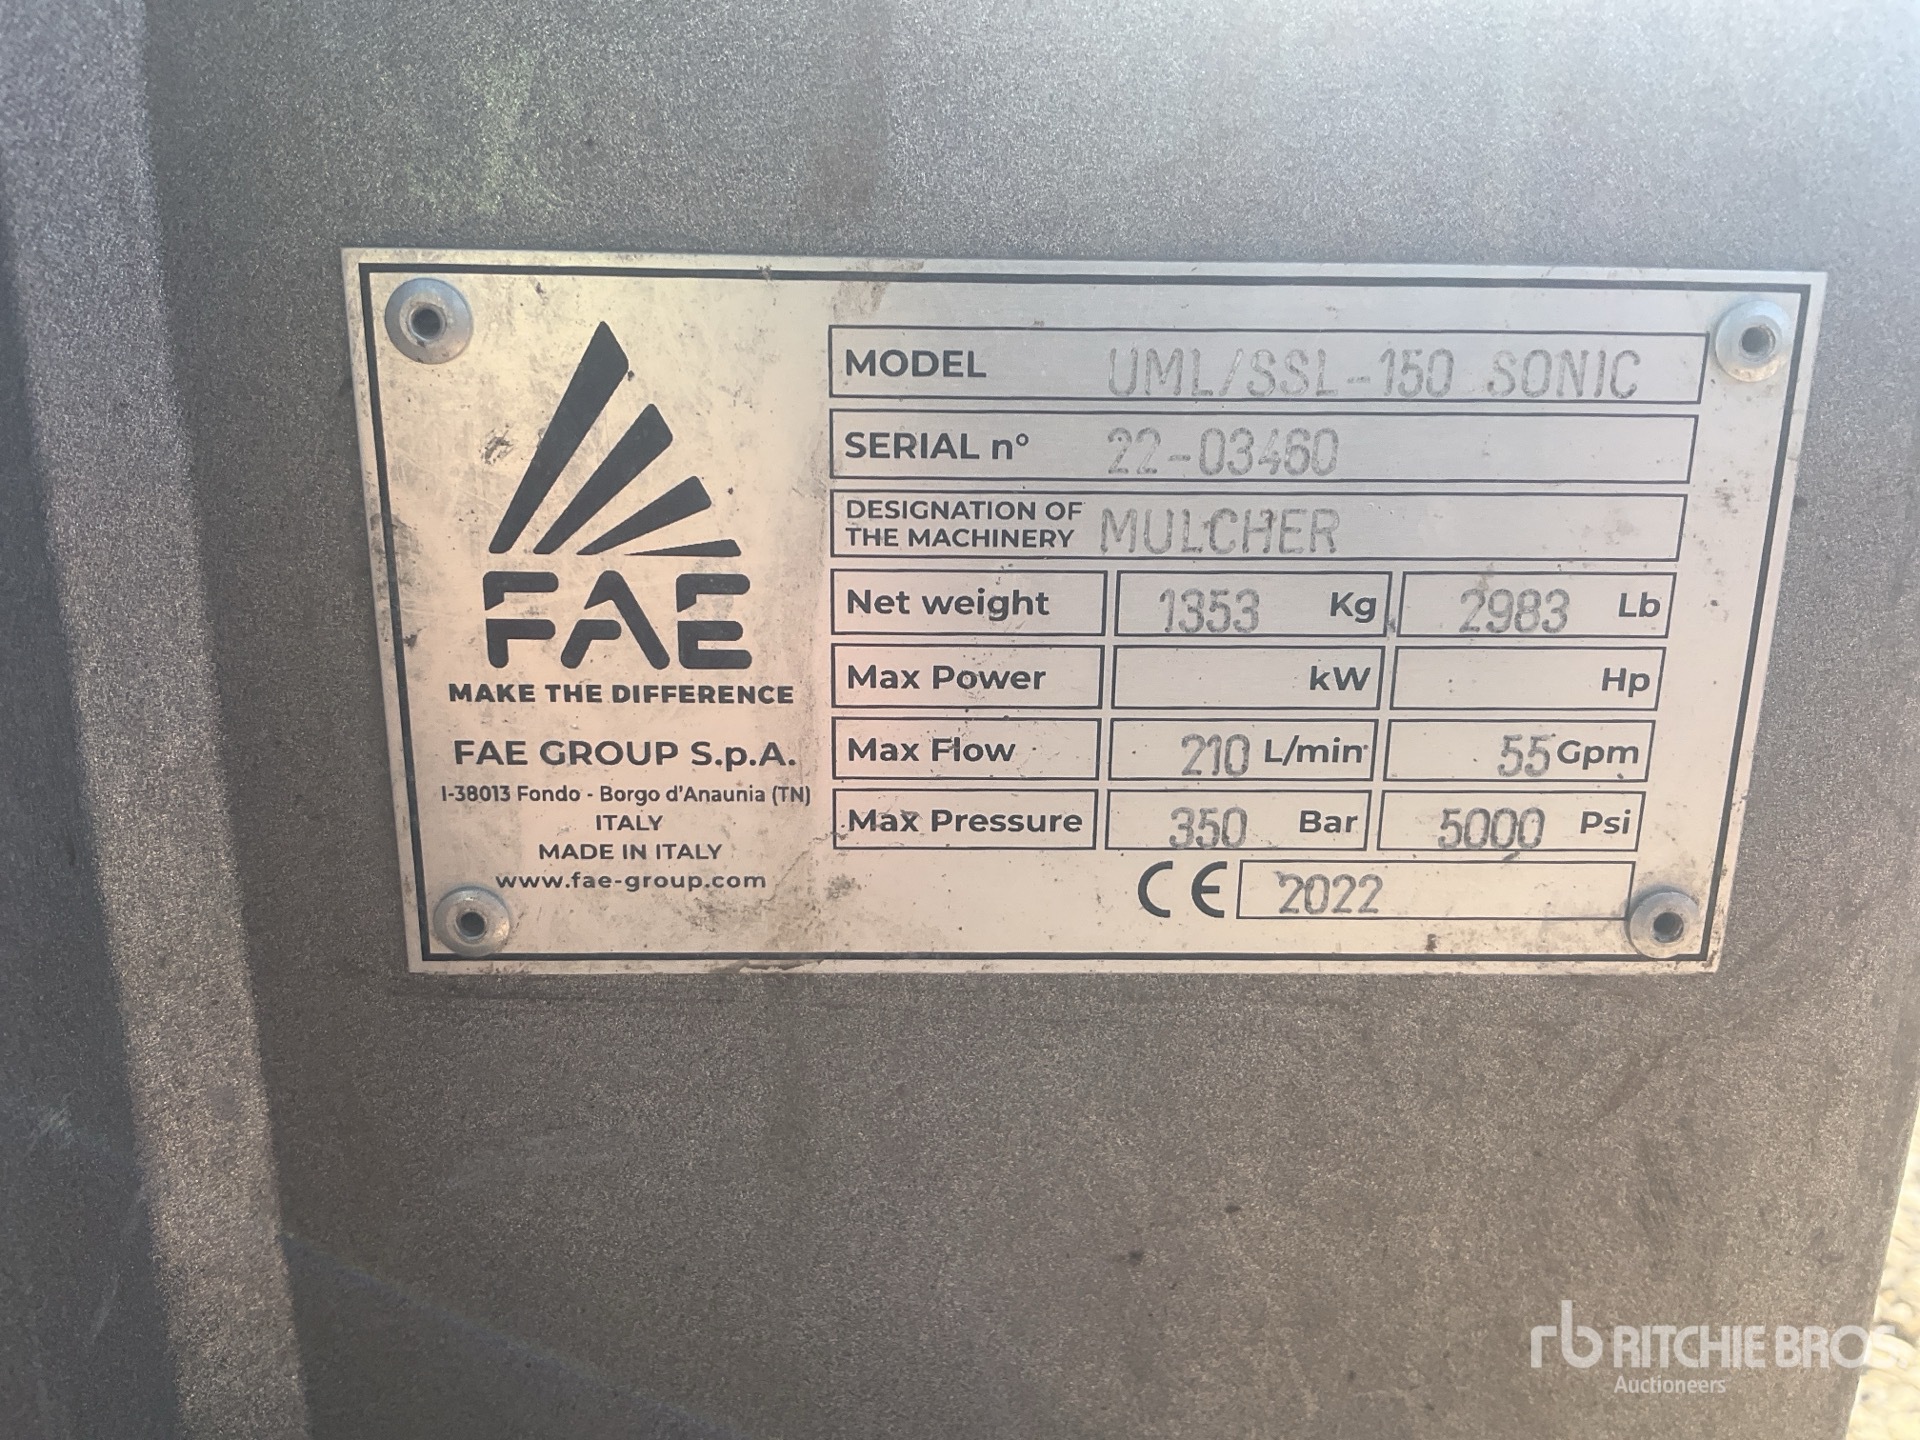 FAE
MAKE THE DIFFERENCE
FAE GROUP S.p.A.
I-38013 Fondo - Borgo d'Anaunia (TN)
ITALY
MADE IN ITALY
www.fae-group.com
MODEL UML/SSL-150 SONIC
SERIAL n° 22-03460
DESIGNATION OF
THE MACHINERY MULCHER
Net weight 1353 Kg 2983 Lb
Max Power kW Hp
Max Flow 210 L/min 55 Gpm
Max Pressure 350 Bar 5000 Psi
CE 2022
rb RITCHIE BROS.
Auctioneers